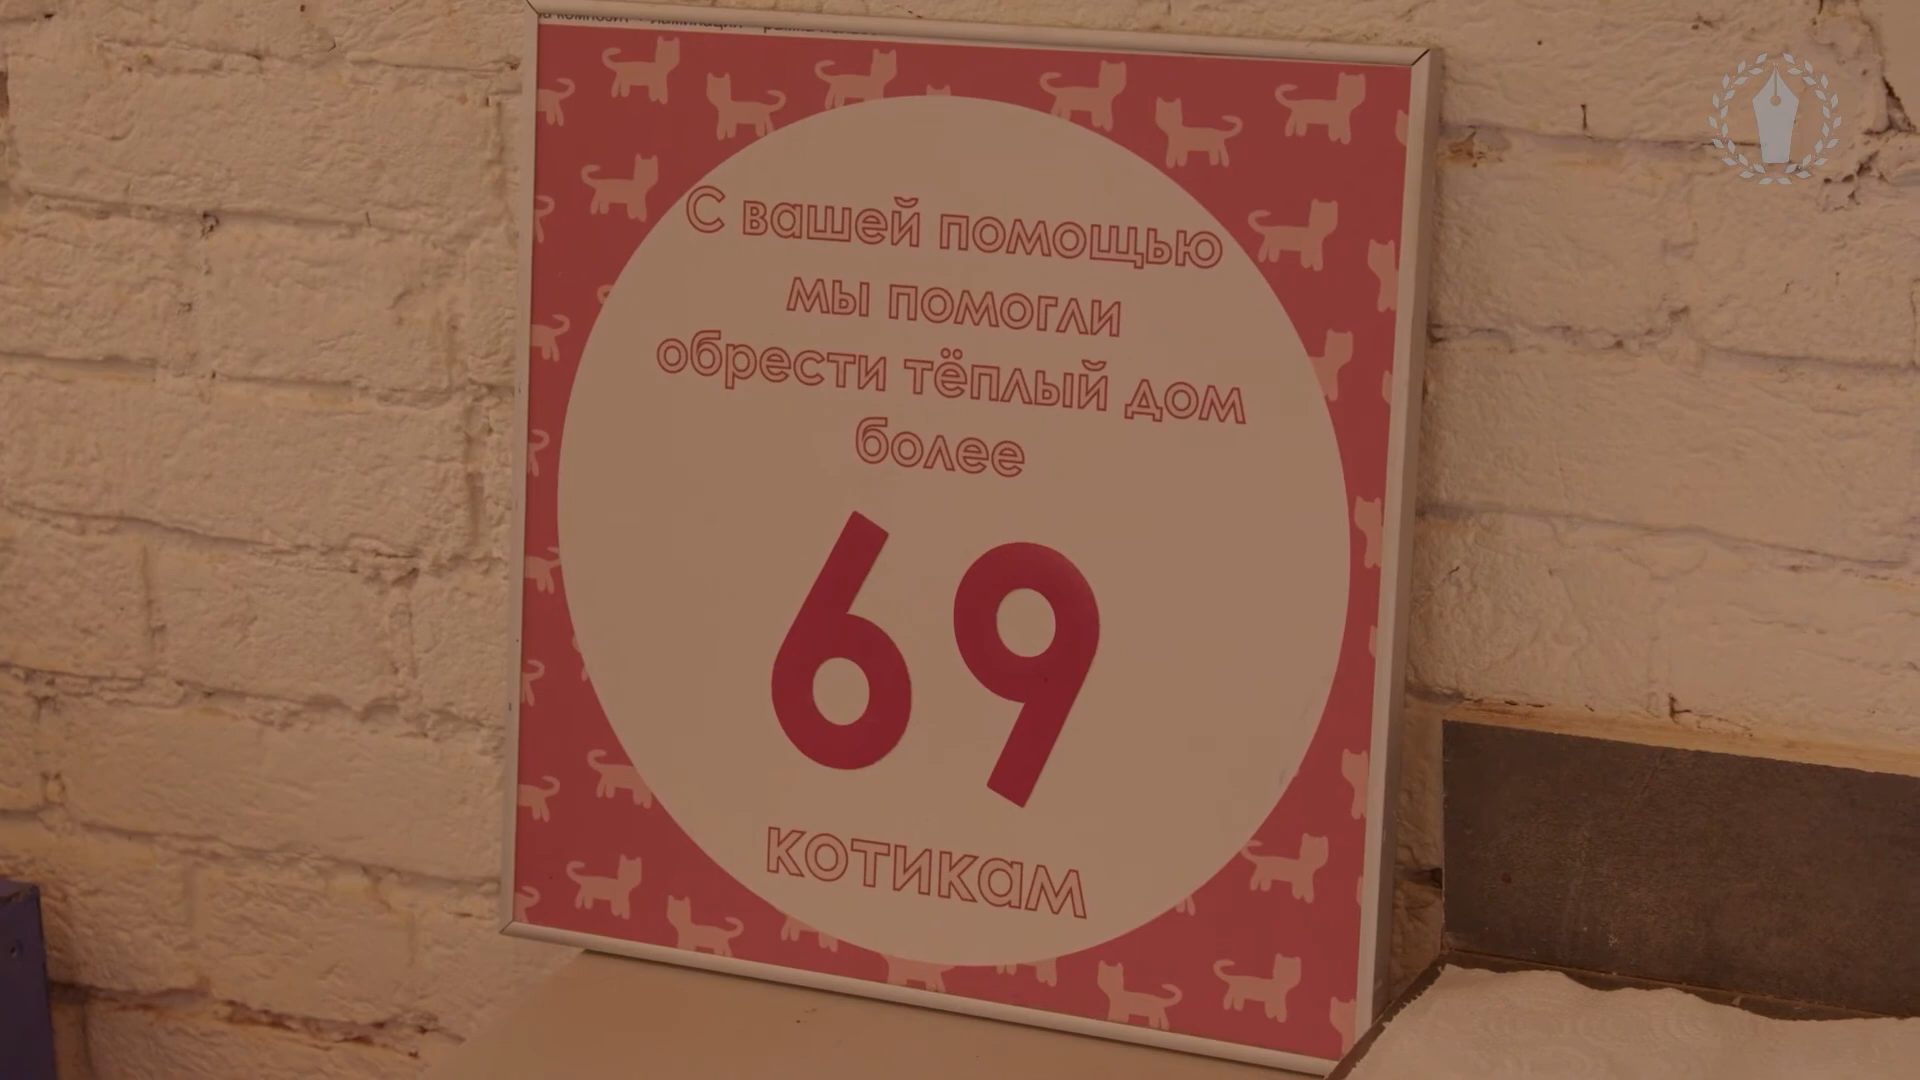 С вашей помощью
мы помогли
обрести тёплый дом
более
69
котикам